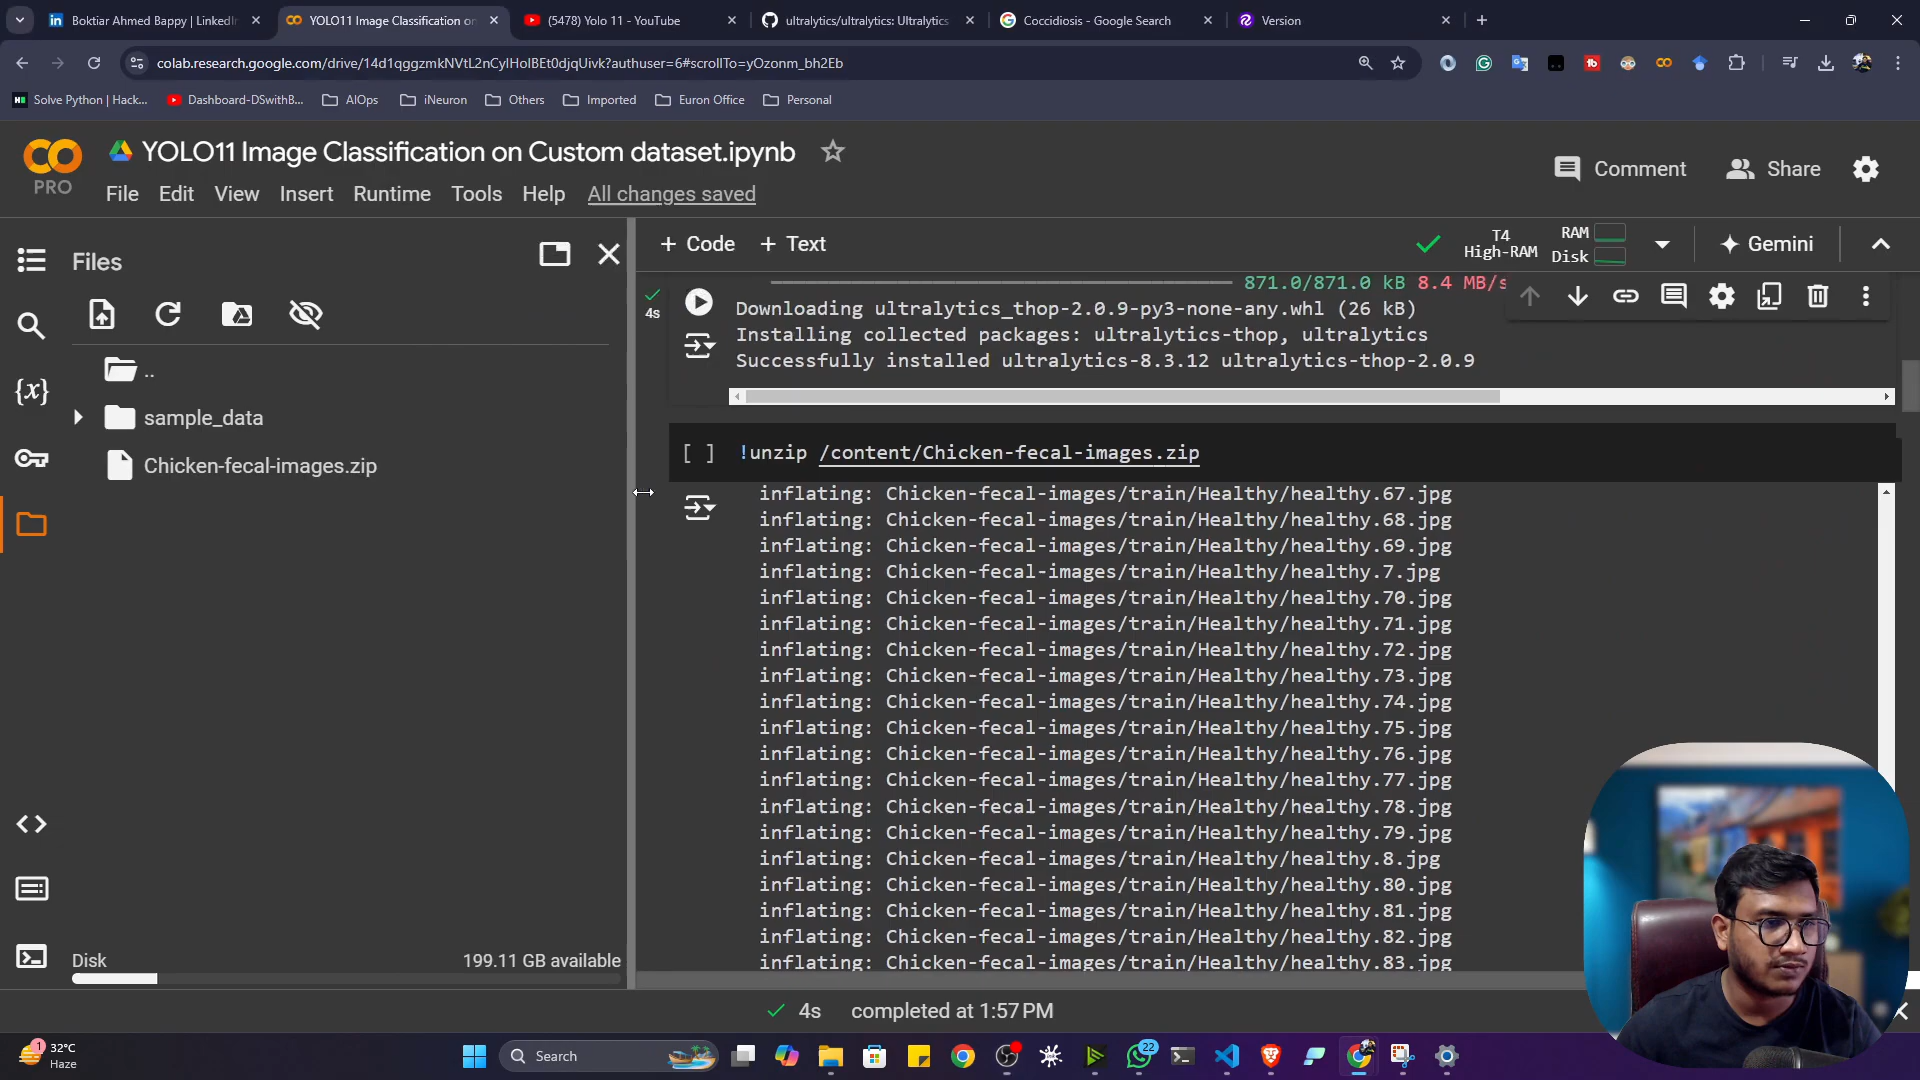 Boktiar Ahmed Bappy | LinkedIn
YOLO11 Image Classification on
(5478) Yolo 11 - YouTube
ultralytics/ultralytics: Ultralytics
Coccidiosis - Google Search
Version
colab.research.google.com/drive/14d1qggzmkNVtL2nCylHolBEt0djqUivk?authuser=6#scrollTo=yOzonm_bh2Eb
Solve Python | Hack...
Dashboard-DSwithB...
AIOps
iNeuron
Others
Imported
Euron Office
Personal
PRO
YOLO11 Image Classification on Custom dataset.ipynb
File Edit View Insert Runtime Tools Help All changes saved
Comment
Share
Files
+ Code + Text
T4
High-RAM
RAM
Disk
Gemini
..
sample_data
Chicken-fecal-images.zip
Disk
199.11 GB available
4s
871.0/871.0 kB 8.4 MB/s
Downloading ultralytics_thop-2.0.9-py3-none-any.whl (26 kB)
Installing collected packages: ultralytics-thop, ultralytics
Successfully installed ultralytics-8.3.12 ultralytics-thop-2.0.9
[ ] !unzip /content/Chicken-fecal-images.zip
inflating: Chicken-fecal-images/train/Healthy/healthy.67.jpg
inflating: Chicken-fecal-images/train/Healthy/healthy.68.jpg
inflating: Chicken-fecal-images/train/Healthy/healthy.69.jpg
inflating: Chicken-fecal-images/train/Healthy/healthy.7.jpg
inflating: Chicken-fecal-images/train/Healthy/healthy.70.jpg
inflating: Chicken-fecal-images/train/Healthy/healthy.71.jpg
inflating: Chicken-fecal-images/train/Healthy/healthy.72.jpg
inflating: Chicken-fecal-images/train/Healthy/healthy.73.jpg
inflating: Chicken-fecal-images/train/Healthy/healthy.74.jpg
inflating: Chicken-fecal-images/train/Healthy/healthy.75.jpg
inflating: Chicken-fecal-images/train/Healthy/healthy.76.jpg
inflating: Chicken-fecal-images/train/Healthy/healthy.77.jpg
inflating: Chicken-fecal-images/train/Healthy/healthy.78.jpg
inflating: Chicken-fecal-images/train/Healthy/healthy.79.jpg
inflating: Chicken-fecal-images/train/Healthy/healthy.8.jpg
inflating: Chicken-fecal-images/train/Healthy/healthy.80.jpg
inflating: Chicken-fecal-images/train/Healthy/healthy.81.jpg
inflating: Chicken-fecal-images/train/Healthy/healthy.82.jpg
inflating: Chicken-fecal-images/train/Healthy/healthy.83.jpg
4s completed at 1:57 PM
1
32°C
Haze
Search
22